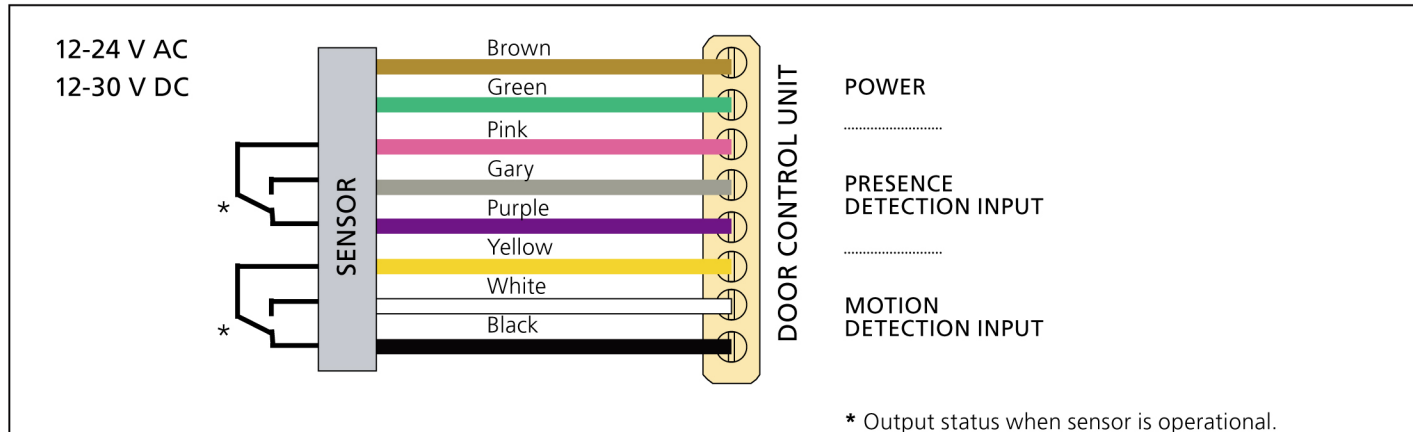 12-24 V AC
12-30 V DC
SENSOR
Brown
Green
Pink
Gary
Purple
Yellow
White
Black
*
*
DOOR CONTROL UNIT
POWER
PRESENCE
DETECTION INPUT
MOTION
DETECTION INPUT
* Output status when sensor is operational.